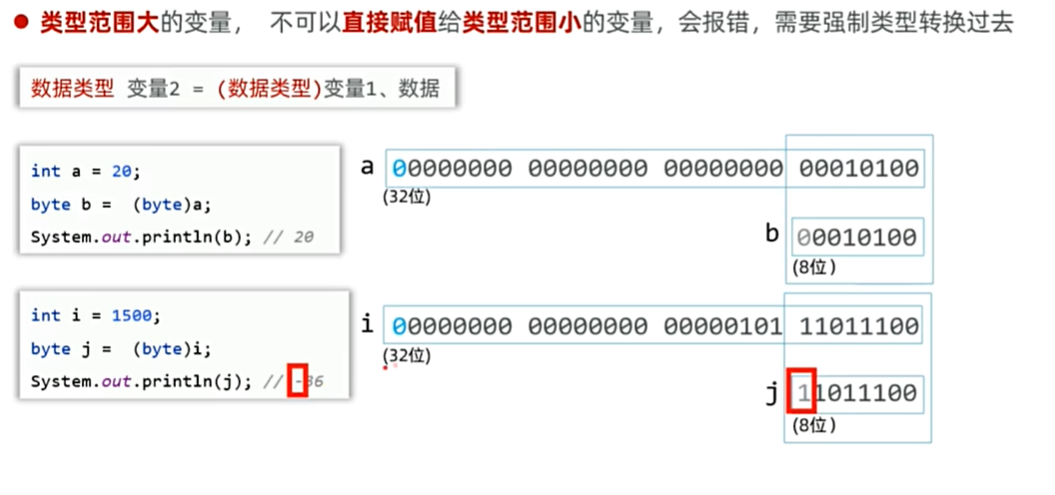 ● 类型范围大的变量， 不可以直接赋值给类型范围小的变量，会报错，需要强制类型转换过去
数据类型 变量2 = (数据类型)变量1、数据
int a = 20;
byte b = (byte)a;
System.out.println(b); // 20
a 00000000 00000000 00000000 00010100
(32位)
b 00010100
(8位)
int i = 1500;
byte j = (byte)i;
System.out.println(j); // -36
i 00000000 00000000 00000101 11011100
(32位)
j 11011100
(8位)